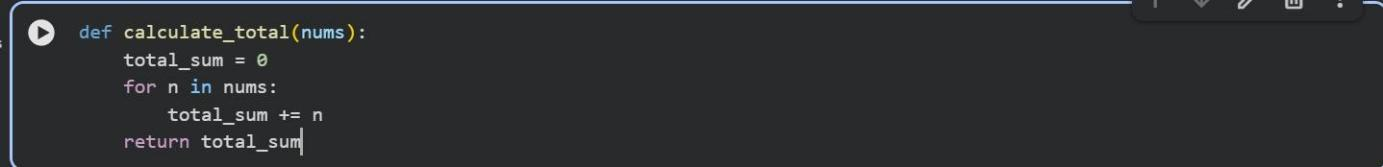 def calculate_total(nums):
    total_sum = 0
    for n in nums:
        total_sum += n
    return total_sum